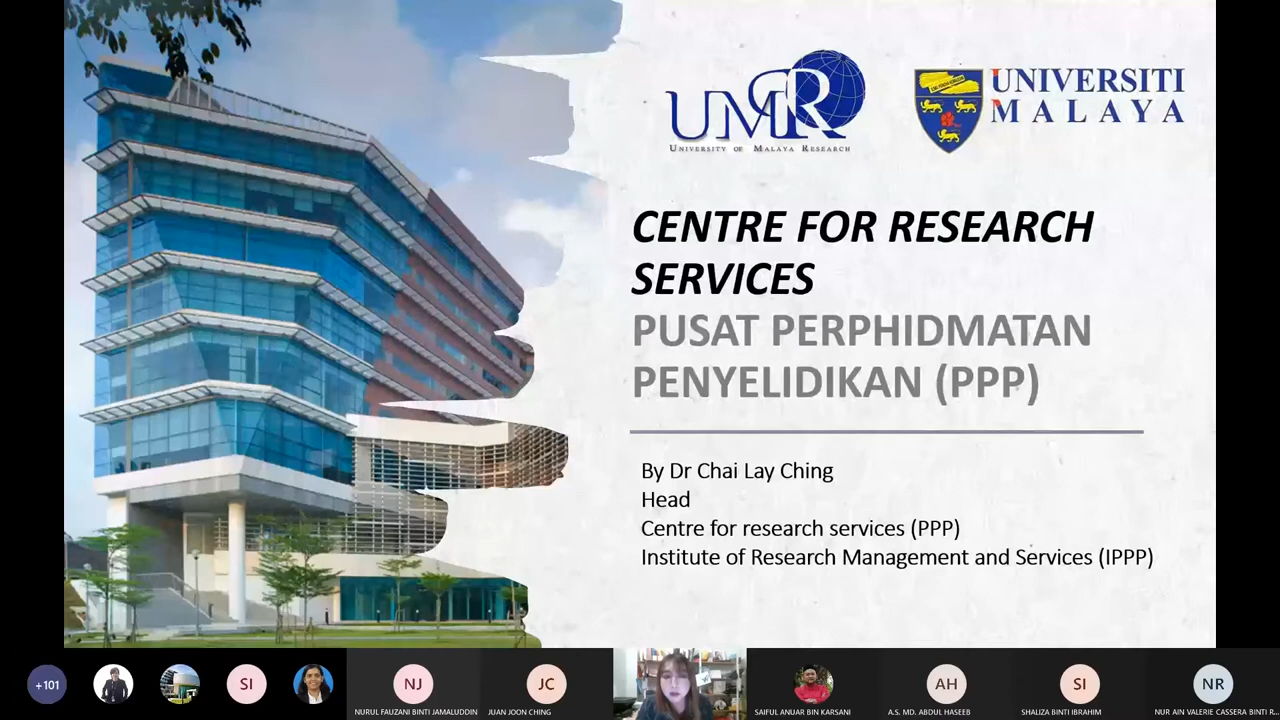 UMR
UNIVERSITY OF MALAYA RESEARCH
UNIVERSITI
MALAYA
CENTRE FOR RESEARCH
SERVICES
PUSAT PERPHIDMATAN
PENYELIDIKAN (PPP)
By Dr Chai Lay Ching
Head
Centre for research services (PPP)
Institute of Research Management and Services (IPPP)
+101
SI
NJ
JC
AH
SI
NR
NURUL FAUZANI BINTI JAMALUDDIN
JUAN JOON CHING
SAIFUL ANUAR BIN KARSANI
A.S. MD. ABDUL HASEEB
SHALIZA BINTI IBRAHIM
NUR AIN VALERIE CASSERA BINTI R...